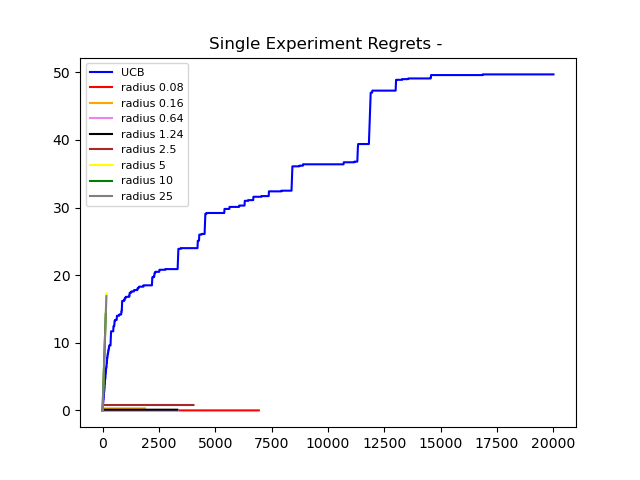 Single Experiment Regrets -
50
40
30
20
10
0
UCB
radius 0.08
radius 0.16
radius 0.64
radius 1.24
radius 2.5
radius 5
radius 10
radius 25
0 2500 5000 7500 10000 12500 15000 17500 20000